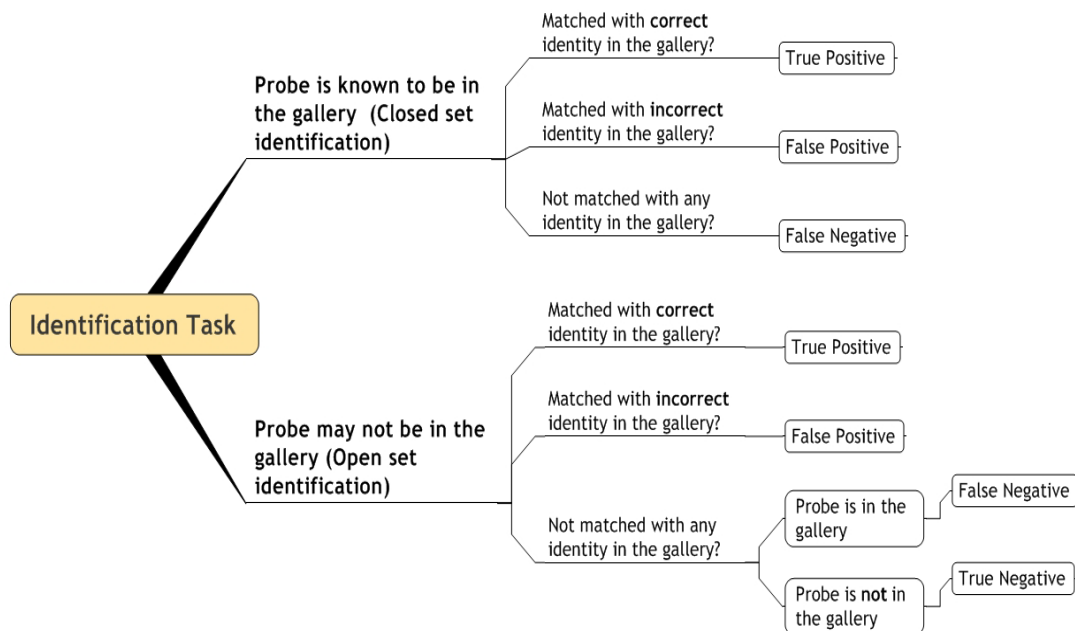 Identification Task
Probe is known to be in
the gallery (Closed set
identification)
Matched with correct
identity in the gallery?
True Positive
Matched with incorrect
identity in the gallery?
False Positive
Not matched with any
identity in the gallery?
False Negative
Probe may not be in the
gallery (Open set
identification)
Matched with correct
identity in the gallery?
True Positive
Matched with incorrect
identity in the gallery?
False Positive
Not matched with any
identity in the gallery?
Probe is in the
gallery
False Negative
Probe is not in
the gallery
True Negative